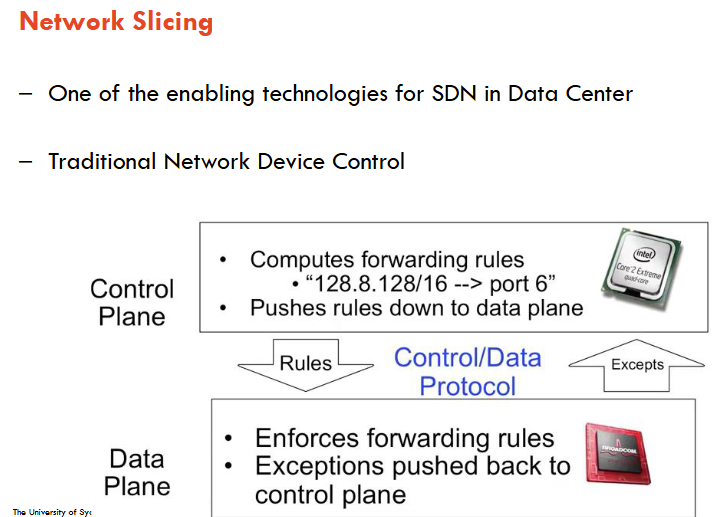 Network Slicing
– One of the enabling technologies for SDN in Data Center
– Traditional Network Device Control
Control
Plane
• Computes forwarding rules
• “128.8.128/16 --> port 6”
• Pushes rules down to data plane
intel
Core 2 Extreme
quad-core
Rules
Control/Data
Protocol
Excepts
Data
Plane
• Enforces forwarding rules
• Exceptions pushed back to
control plane
BROADCOM
The University of Syd